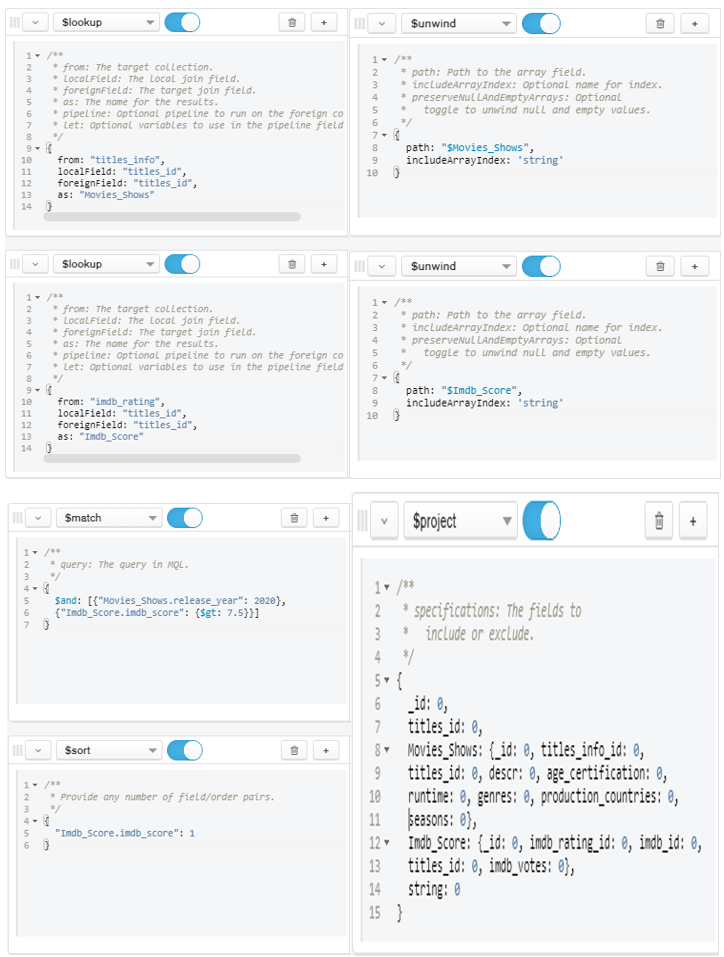 $lookup
1 /**
2 * from: The target collection.
3 * localField: The local join field.
4 * foreignField: The target join field.
5 * as: The name for the results.
6 * pipeline: Optional pipeline to run on the foreign co
7 * let: Optional variables to use in the pipeline field
8 */
9 {
10 from: "titles_info",
11 localField: "titles_id",
12 foreignField: "titles_id",
13 as: "Movies_Shows"
14 }
$unwind
1 /**
2 * path: Path to the array field.
3 * includeArrayIndex: Optional name for index.
4 * preserveNullAndEmptyArrays: Optional
5 toggle to unwind null and empty values.
6 */
7 {
8 path: "$Movies_Shows",
9 includeArrayIndex: 'string'
10 }
$lookup
1 /**
2 * from: The target collection.
3 * localField: The local join field.
4 * foreignField: The target join field.
5 * as: The name for the results.
6 * pipeline: Optional pipeline to run on the foreign co
7 * let: Optional variables to use in the pipeline field
8 */
9 {
10 from: "imdb_rating",
11 localField: "titles_id",
12 foreignField: "titles_id",
13 as: "Imdb_Score"
14 }
$unwind
1 /**
2 * path: Path to the array field.
3 * includeArrayIndex: Optional name for index.
4 * preserveNullAndEmptyArrays: Optional
5 toggle to unwind null and empty values.
6 */
7 {
8 path: "$Imdb_Score",
9 includeArrayIndex: 'string'
10 }
$match
1 /**
2 * query: The query in MQL.
3 */
4 {
5 $and: [{"Movies_Shows.release_year": 2020},
6 {"Imdb_Score.imdb_score": {$gt: 7.5}}]
7 }
$sort
1 /**
2 * Provide any number of field/order pairs.
3 */
4 {
5 "Imdb_Score.imdb_score": 1
6 }
$project
1 /**
2 * specifications: The fields to
3 * include or exclude.
4 */
5 {
6 _id: 0,
7 titles_id: 0,
8 Movies_Shows: {_id: 0, titles_info_id: 0,
9 titles_id: 0, descr: 0, age_certification: 0,
10 runtime: 0, genres: 0, production_countries: 0,
11 seasons: 0},
12 Imdb_Score: {_id: 0, imdb_rating_id: 0, imdb_id: 0,
13 titles_id: 0, imdb_votes: 0},
14 string: 0
15 }